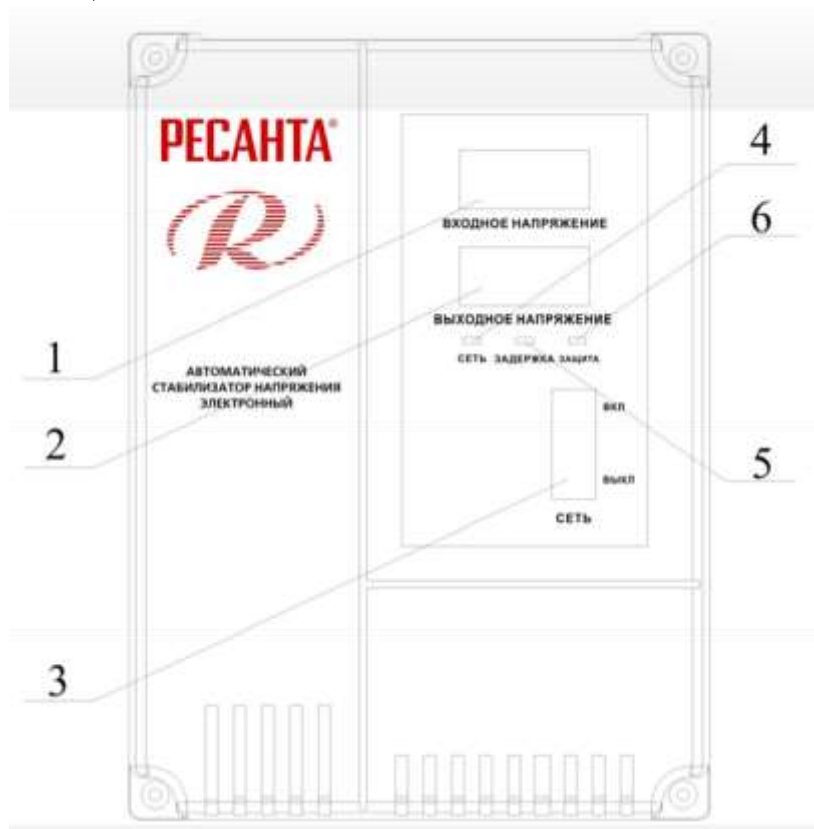 РЕСАНТА®
R
АВТОМАТИЧЕСКИЙ
СТАБИЛИЗАТОР НАПРЯЖЕНИЯ
ЭЛЕКТРОННЫЙ
ВХОДНОЕ НАПРЯЖЕНИЕ
ВЫХОДНОЕ НАПРЯЖЕНИЕ
СЕТЬ ЗАДЕРЖКА ЗАЩИТА
ВКЛ
ВЫКЛ
СЕТЬ
1
2
3
4
6
5